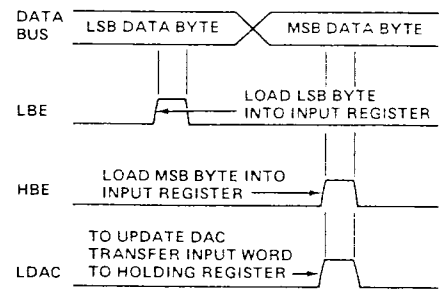 DATA
BUS
LSB DATA BYTE
MSB DATA BYTE
LBE
LOAD LSB BYTE
INTO INPUT REGISTER
HBE
LOAD MSB BYTE INTO
INPUT REGISTER
LDAC
TO UPDATE DAC
TRANSFER INPUT WORD
TO HOLDING REGISTER